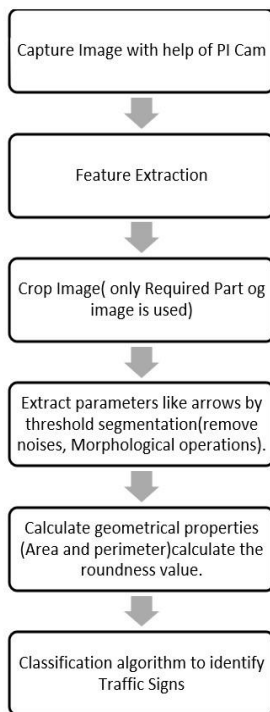 Capture Image with help of PI Cam
Feature Extraction
Crop Image( only Required Part og
image is used)
Extract parameters like arrows by
threshold segmentation(remove
noises, Morphological operations).
Calculate geometrical properties
(Area and perimeter)calculate the
roundness value.
Classification algorithm to identify
Traffic Signs